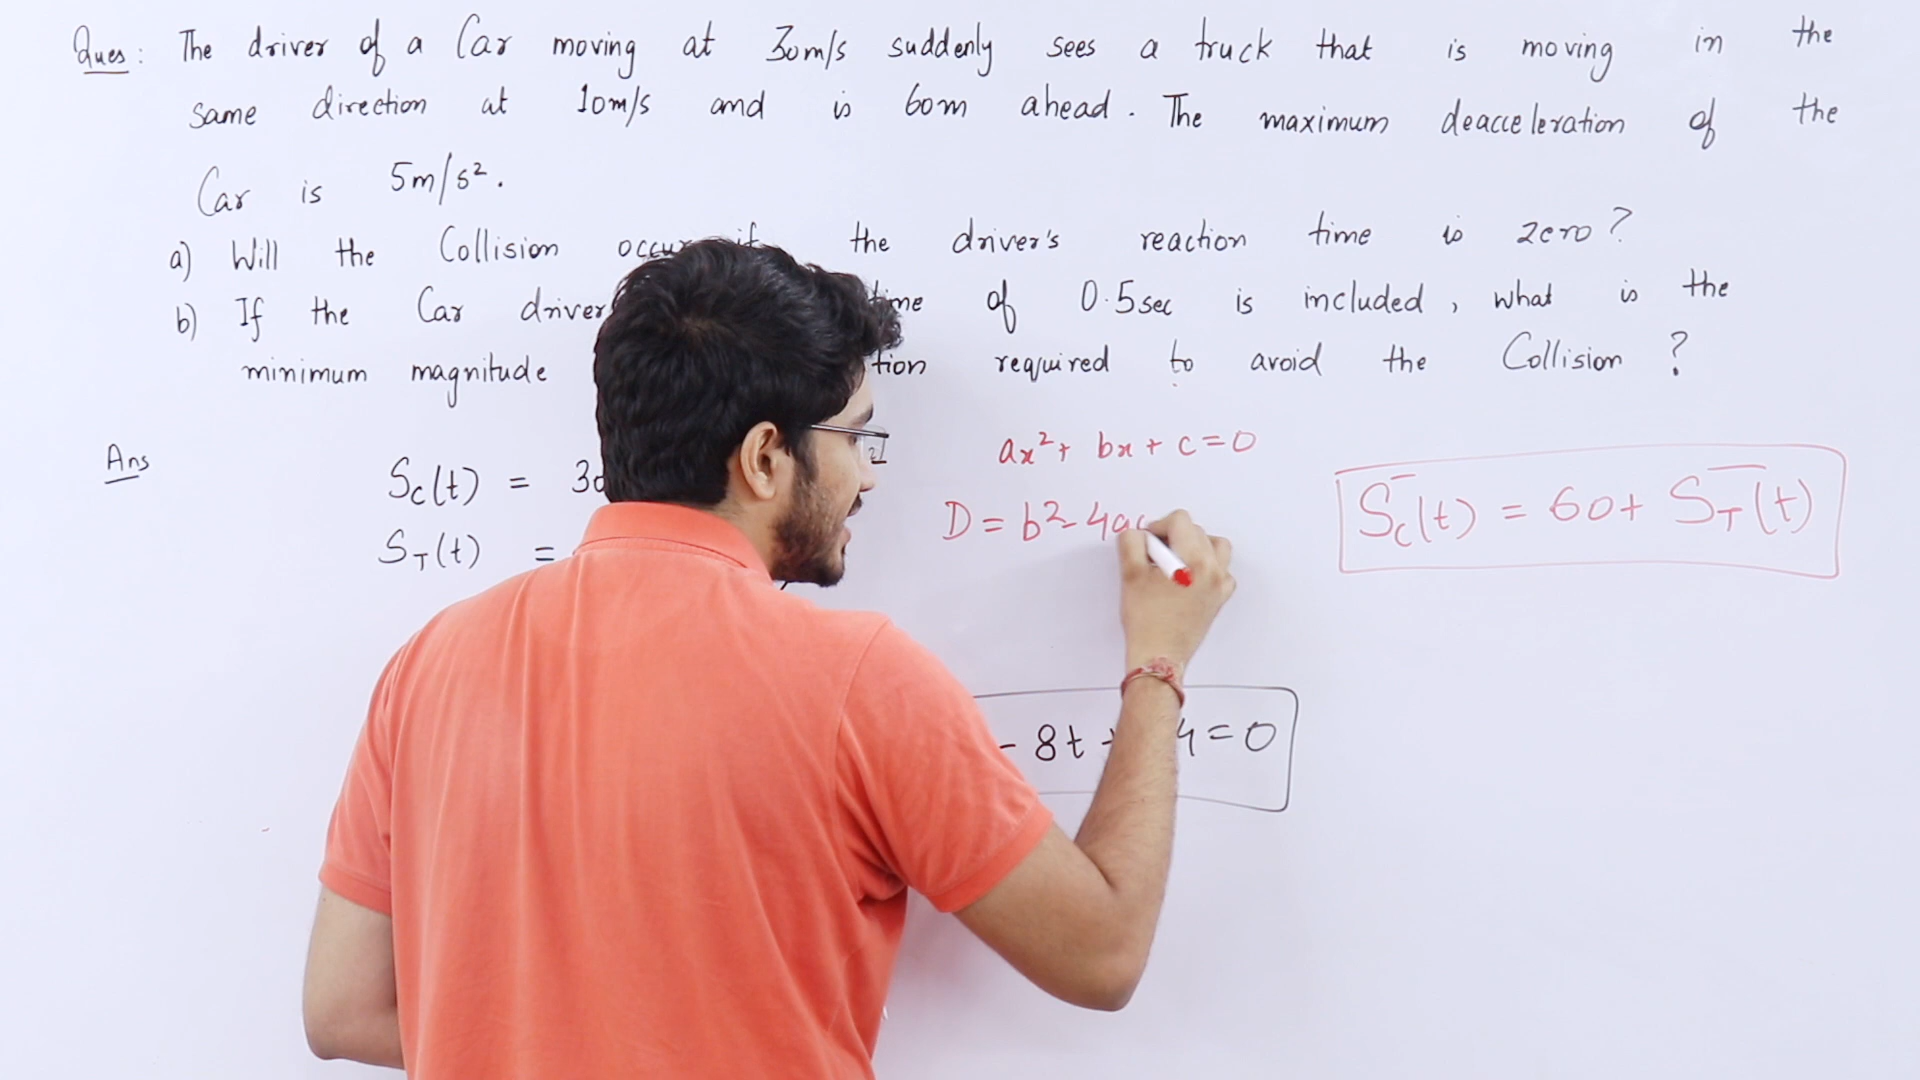 Ques: The driver of a Car moving at 30m/s suddenly sees a truck that is moving in the
same direction at 10m/s and is 60m ahead. The maximum deacceleration of the
Car is 5m/s².
a) Will the Collision occur if the driver's reaction time is zero?
b) If the Car driver of 0.5sec is included, what is the
minimum magnitude required to avoid the Collision?
Ans
ax² + bx + c = 0
S_C(t) = 30
D = b² - 4ac
S̄_C(t) = 60 + S̄_T(t)
S_T(t) =
- 8t + 4 = 0